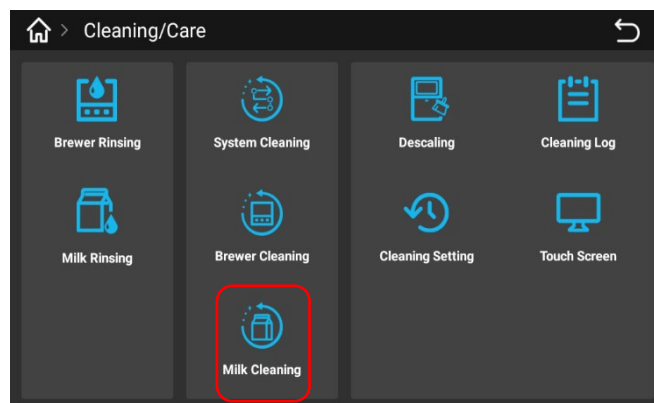 > Cleaning/Care
Brewer Rinsing
System Cleaning
Descaling
Cleaning Log
Milk Rinsing
Brewer Cleaning
Cleaning Setting
Touch Screen
Milk Cleaning